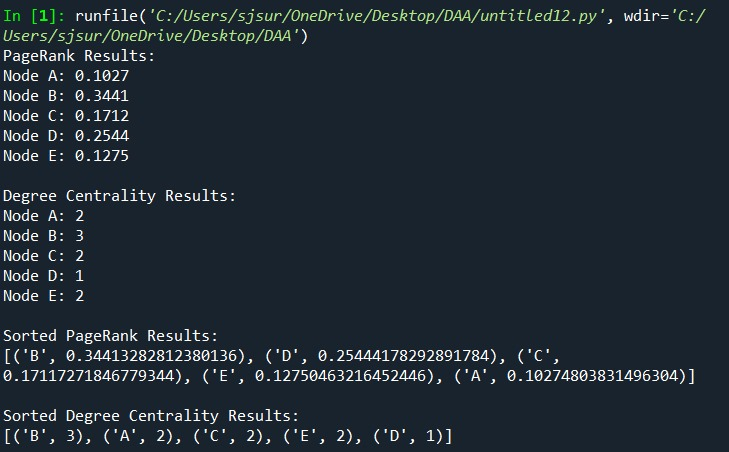 In [1]: runfile('C:/Users/sjsur/OneDrive/Desktop/DAA/untitled12.py', wdir='C:/
Users/sjsur/OneDrive/Desktop/DAA')
PageRank Results:
Node A: 0.1027
Node B: 0.3441
Node C: 0.1712
Node D: 0.2544
Node E: 0.1275

Degree Centrality Results:
Node A: 2
Node B: 3
Node C: 2
Node D: 1
Node E: 2

Sorted PageRank Results:
[('B', 0.34413282812380136), ('D', 0.25444178292891784), ('C',
0.17117271846779344), ('E', 0.12750463216452446), ('A', 0.10274803831496304)]

Sorted Degree Centrality Results:
[('B', 3), ('A', 2), ('C', 2), ('E', 2), ('D', 1)]